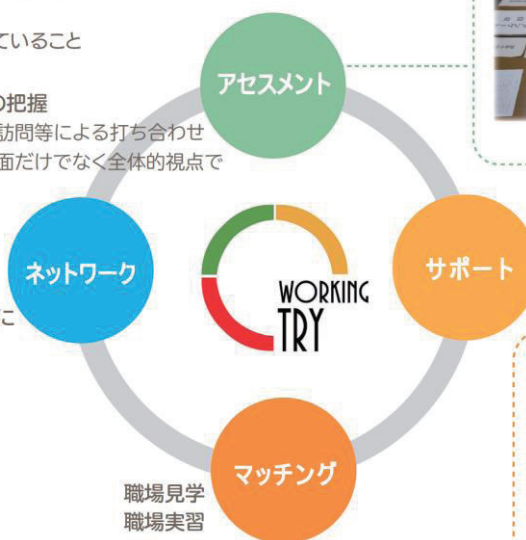 ていること
アセスメント
の把握
訪問等による打ち合わせ
面だけでなく全体的視点で
ネットワーク
サポート
WORKING
TRY
に
マッチング
職場見学
職場実習